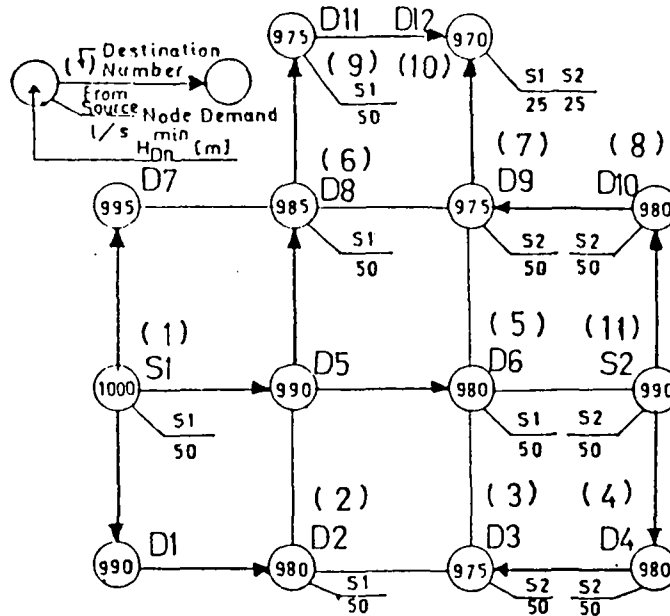 D11 D12
975 970
(9) (10)
S1
50
S1 S2
25 25
(1) Destination
Number
From
Source Node Demand
l/s min
HDn (m)
(6) (7) (8)
D7 D8 D9 D10
995 985 975 980
S1
50
S2 S2
50 50
(1) (5) (11)
S1 D5 D6 S2
1000 990 980 990
S1
50
S1 S2
50 50
(2) (3) (4)
D1 D2 D3 D4
990 980 975 980
S1
50
S2 S2
50 50